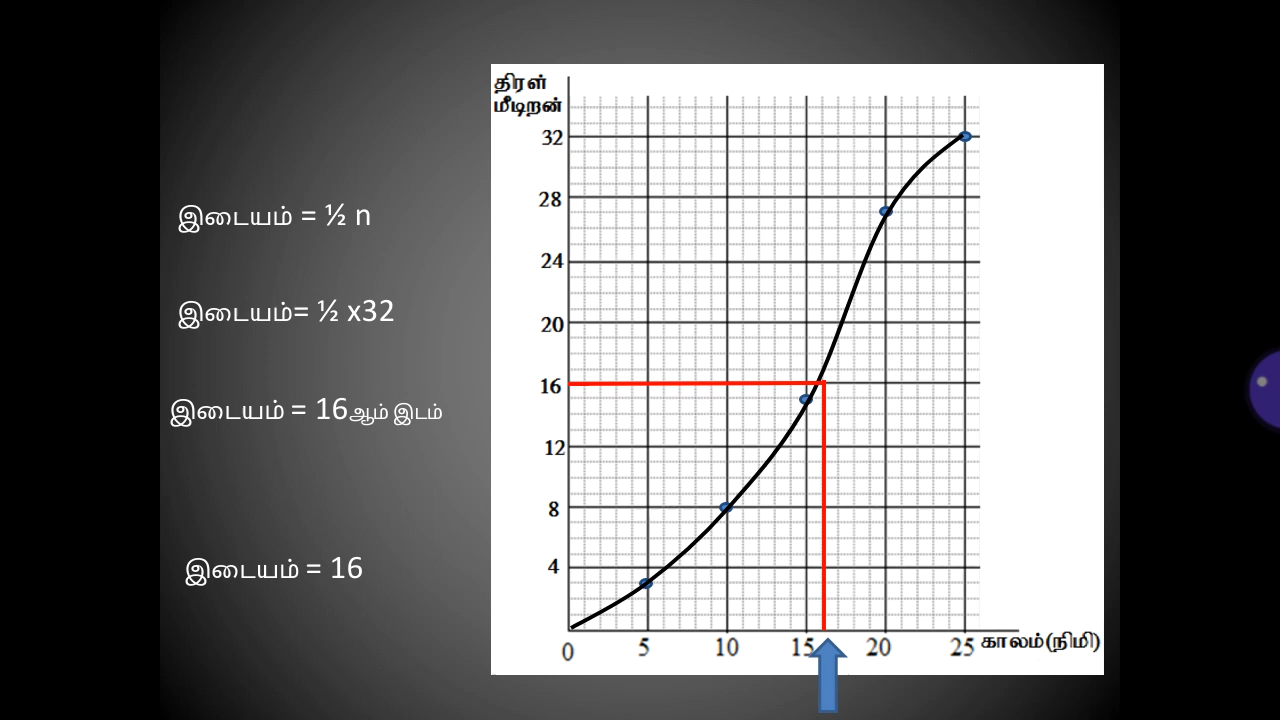 இடையம் = ½ n
இடையம்= ½ x32
இடையம் = 16ஆம் இடம்
இடையம் = 16
திரள்
மீடிறன்
32
28
24
20
16
12
8
4
0 5 10 15 20 25 காலம்(நிமி)